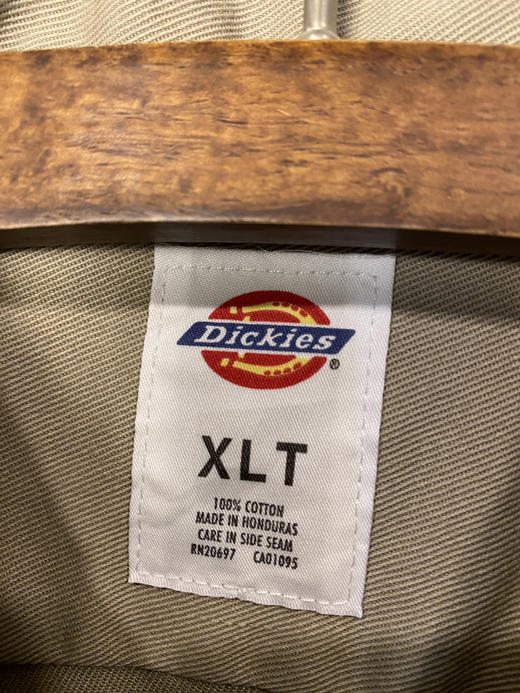 Dickies
®
XLT
100% COTTON
MADE IN HONDURAS
CARE IN SIDE SEAM
RN20697 CA01095